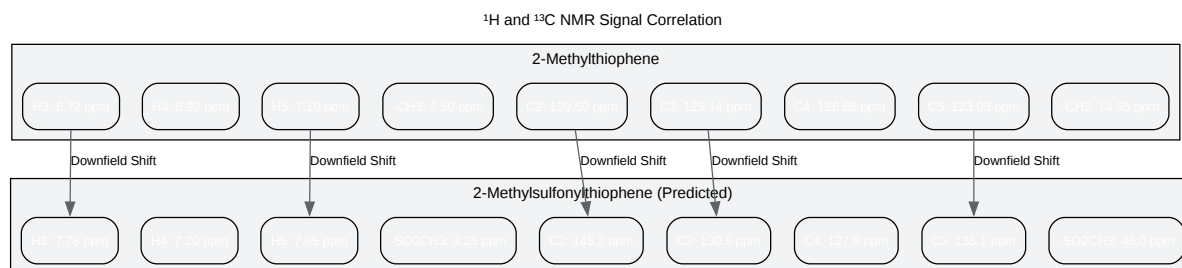 ¹H and ¹³C NMR Signal Correlation
2-Methylthiophene
H3: 6.72 ppm
H4: 6.92 ppm
H5: 7.10 ppm
-CH3: 2.50 ppm
C2: 139.50 ppm
C3: 125.14 ppm
C4: 126.86 ppm
C5: 123.03 ppm
-CH3: 14.95 ppm
Downfield Shift
Downfield Shift
Downfield Shift
Downfield Shift
Downfield Shift
2-Methylsulfonylthiophene (Predicted)
H3: 7.78 ppm
H4: 7.20 ppm
H5: 7.85 ppm
-SO2CH3: 3.25 ppm
C2: 145.2 ppm
C3: 130.5 ppm
C4: 127.8 ppm
C5: 135.1 ppm
-SO2CH3: 45.0 ppm